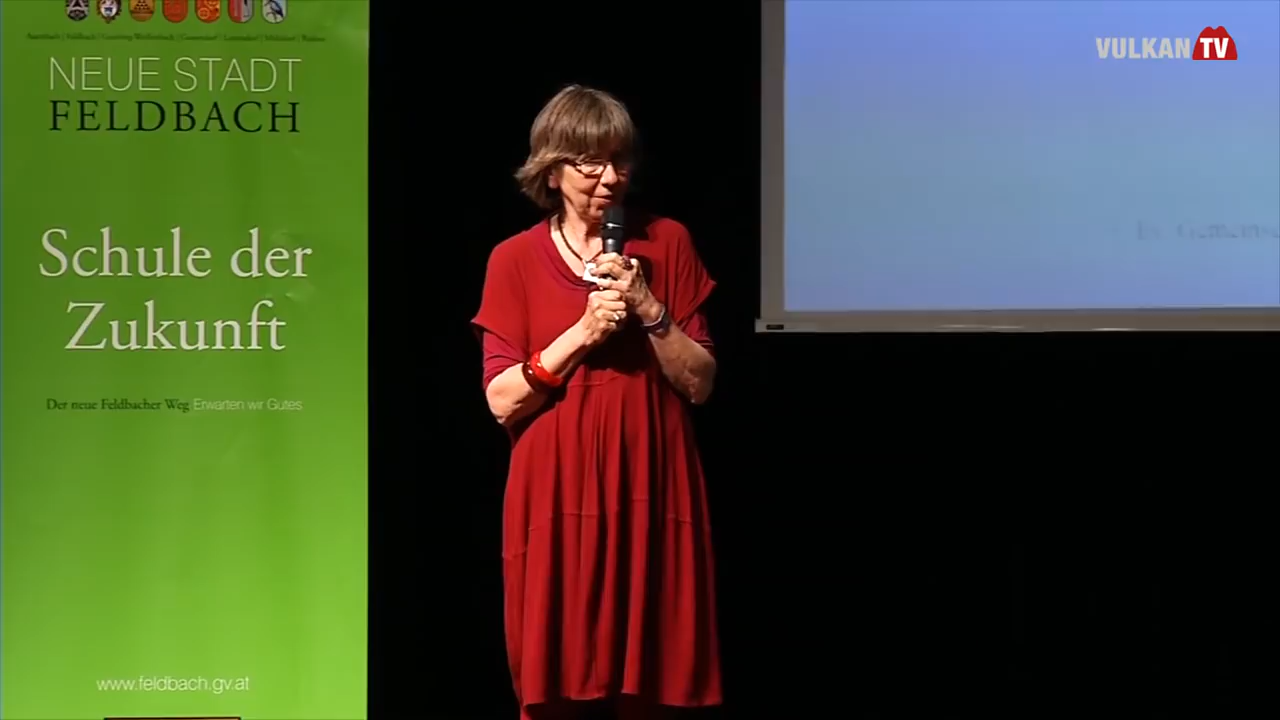 NEUE STADT
FELDBACH
Schule der
Zukunft
Der neue Feldbacher Weg Erwarten wir Gutes
www.feldbach.gv.at
VULKAN TV